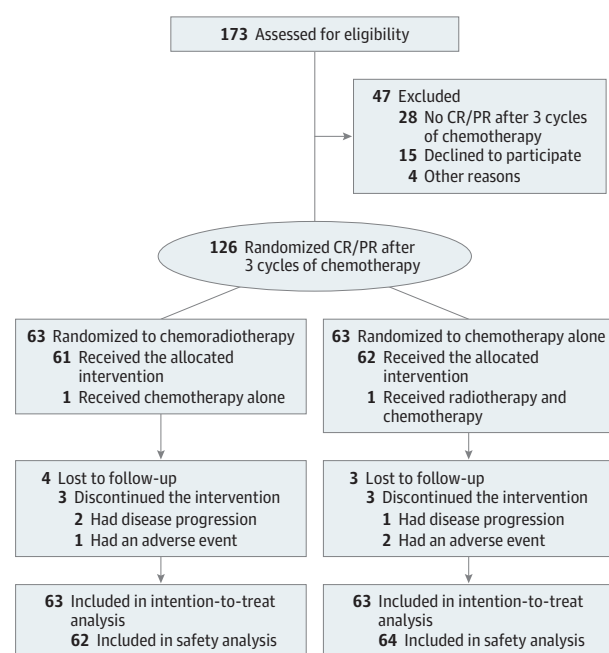 173 Assessed for eligibility
47 Excluded
28 No CR/PR after 3 cycles
of chemotherapy
15 Declined to participate
4 Other reasons
126 Randomized CR/PR after
3 cycles of chemotherapy
63 Randomized to chemoradiotherapy
61 Received the allocated
intervention
1 Received chemotherapy alone
63 Randomized to chemotherapy alone
62 Received the allocated
intervention
1 Received radiotherapy and
chemotherapy
4 Lost to follow-up
3 Discontinued the intervention
2 Had disease progression
1 Had an adverse event
3 Lost to follow-up
3 Discontinued the intervention
1 Had disease progression
2 Had an adverse event
63 Included in intention-to-treat
analysis
62 Included in safety analysis
63 Included in intention-to-treat
analysis
64 Included in safety analysis